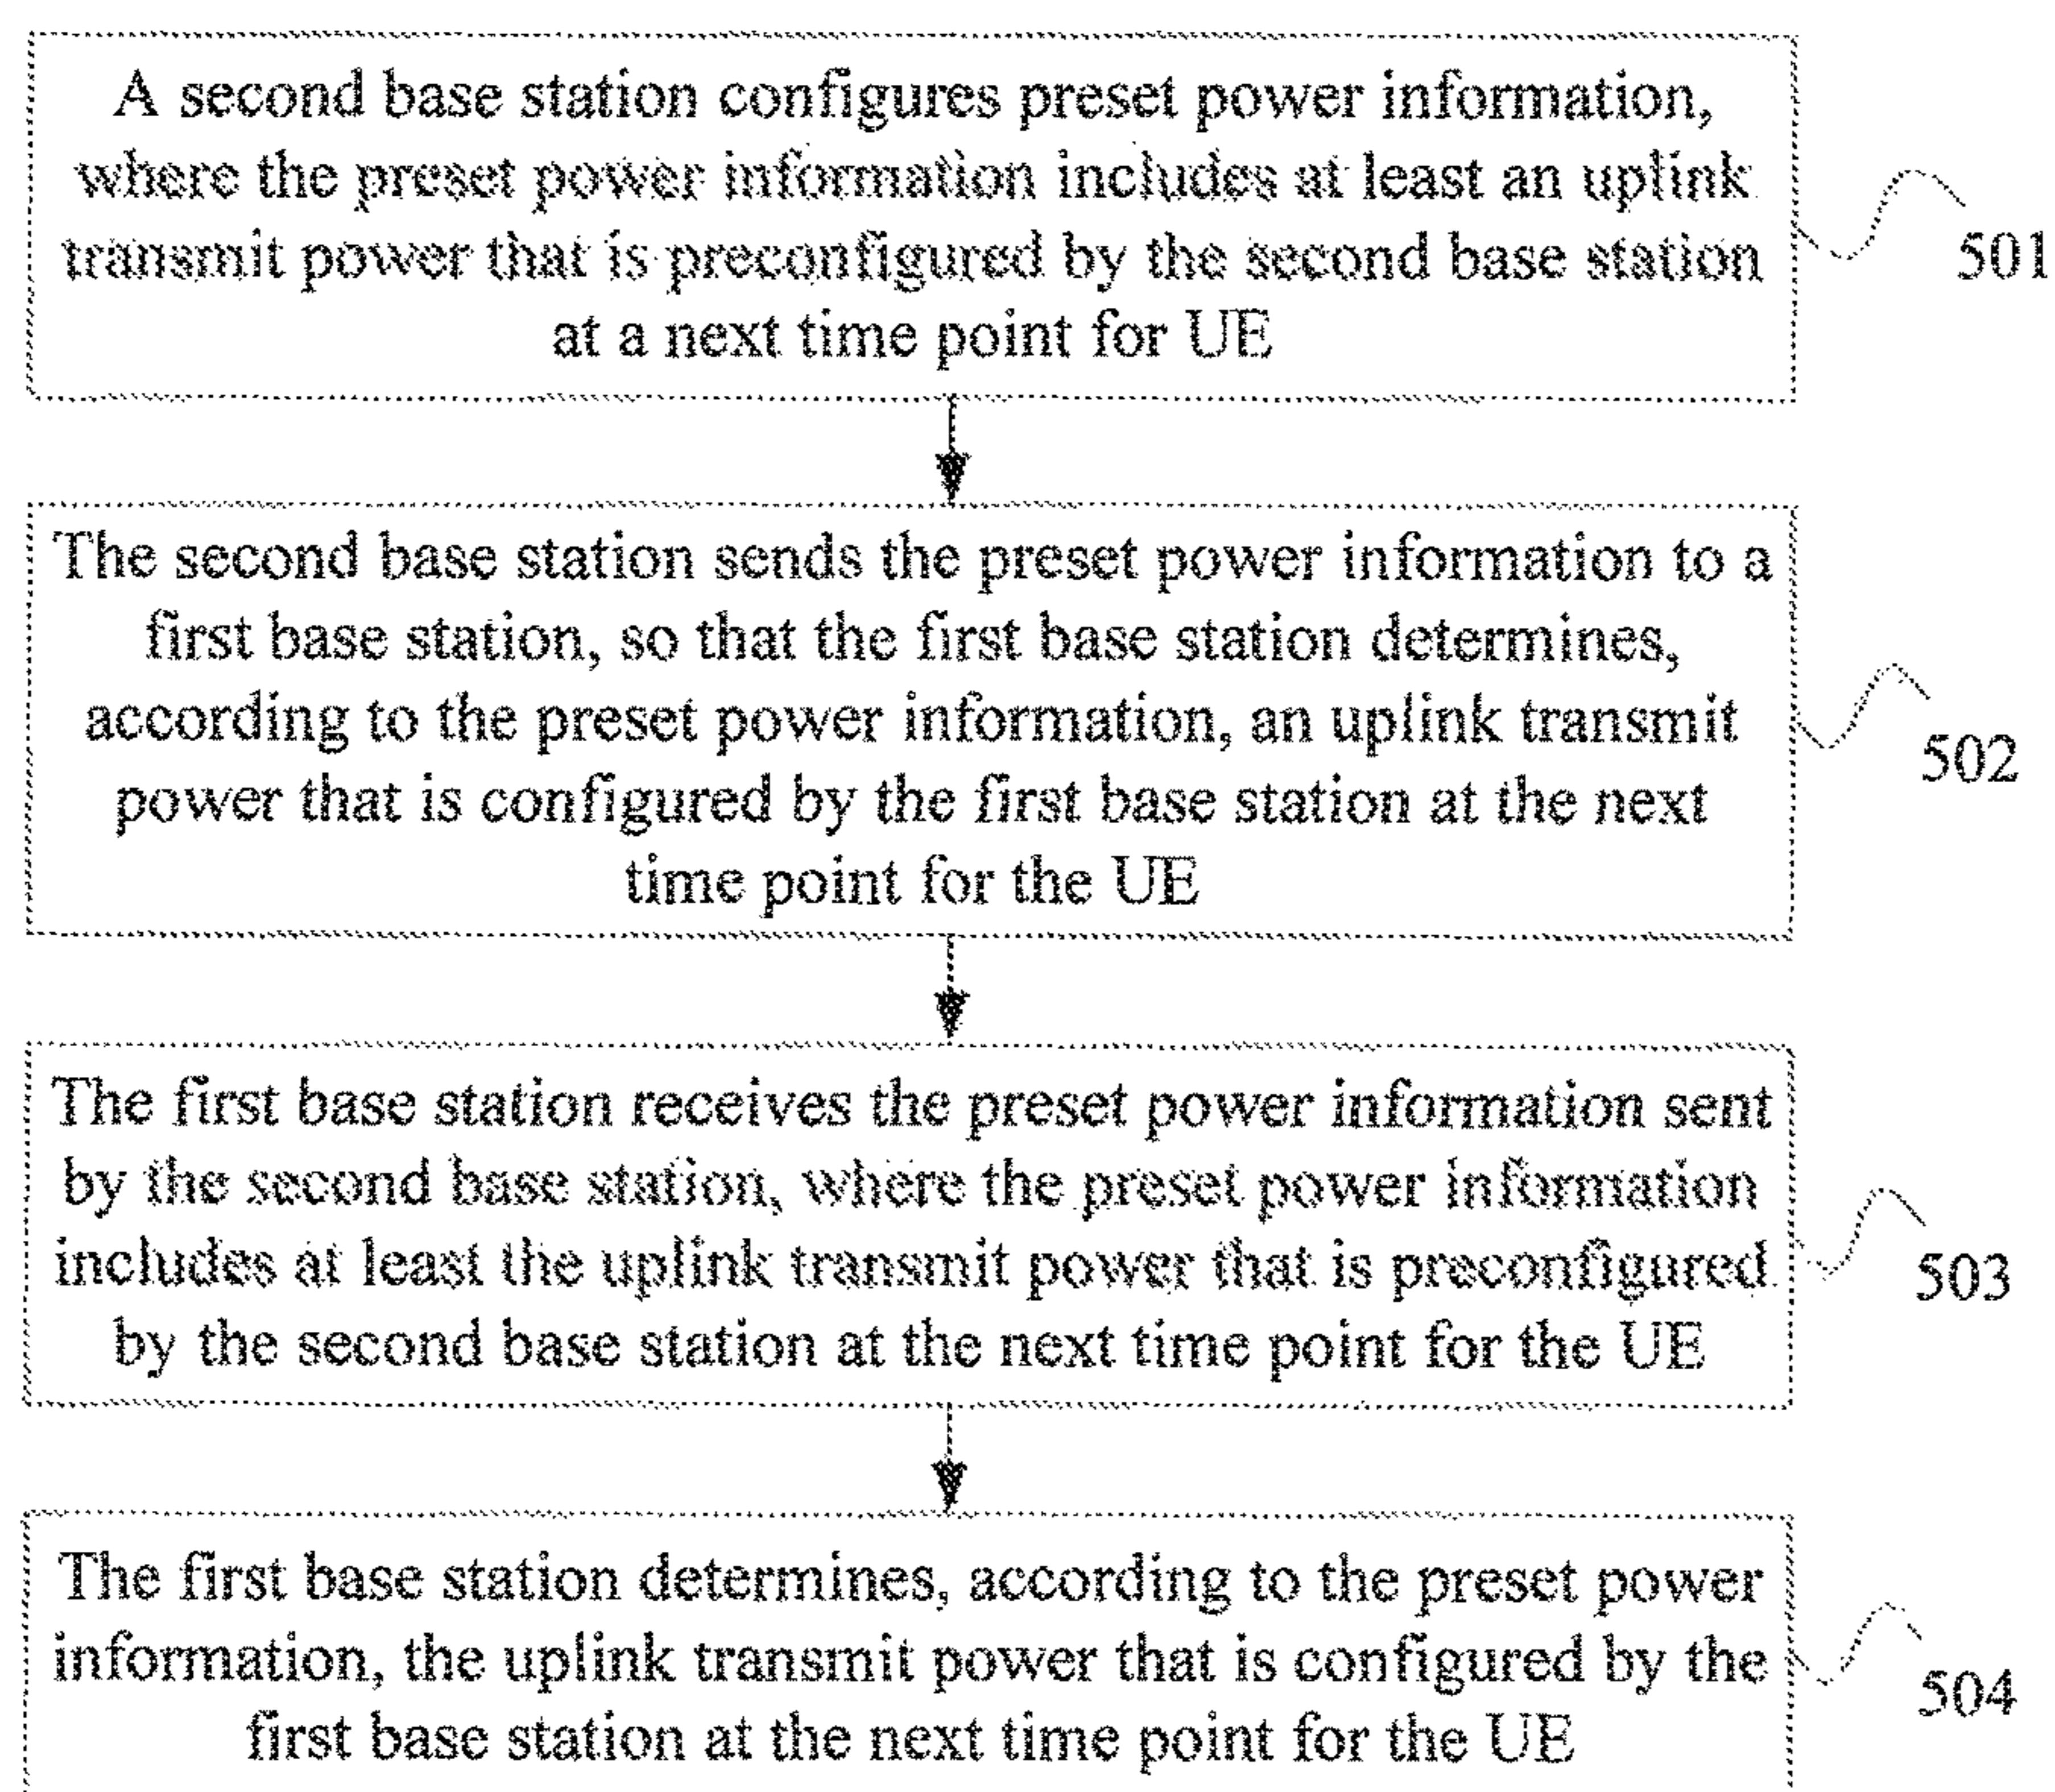 A second base station configures preset power information,
where the preset power information includes at least an uplink
transmit power that is preconfigured by the second base station
at a next time point for UE
501
The second base station sends the preset power information to a
first base station, so that the first base station determines,
according to the preset power information, an uplink transmit
power that is configured by the first base station at the next
time point for the UE
502
The first base station receives the preset power information sent
by the second base station, where the preset power information
includes at least the uplink transmit power that is preconfigured
by the second base station at the next time point for the UE
503
The first base station determines, according to the preset power
information, the uplink transmit power that is configured by the
first base station at the next time point for the UE
504